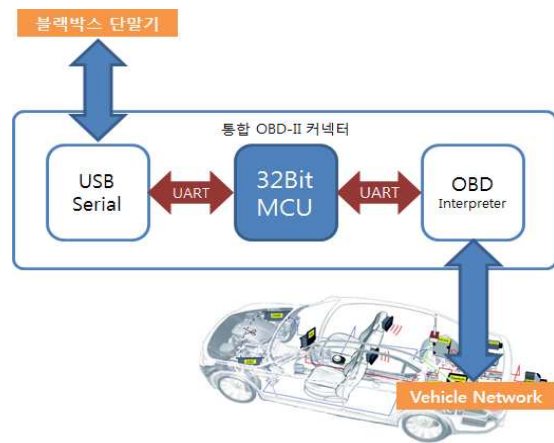 블랙박스 단말기
통합 OBD-II 커넥터
USB
Serial
UART
32Bit
MCU
UART
OBD
Interpreter
Vehicle Network